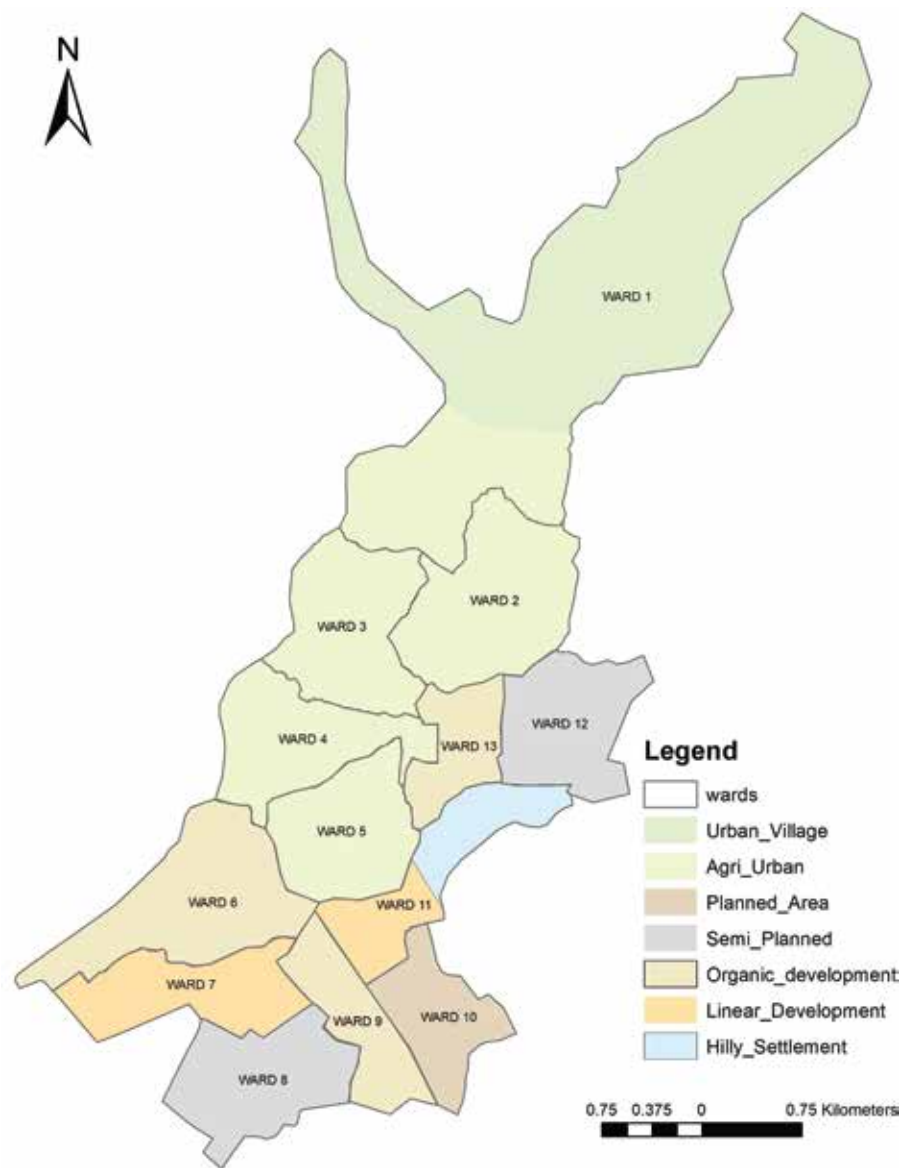 N
WARD 1
WARD 2
WARD 3
WARD 12
WARD 4
WARD 13
WARD 5
WARD 6
WARD 11
WARD 7
WARD 9
WARD 10
WARD 8
Legend
wards
Urban_Village
Agri_Urban
Planned_Area
Semi_Planned
Organic_development
Linear_Development
Hilly_Settlement
0.75 0.375 0 0.75 Kilometers